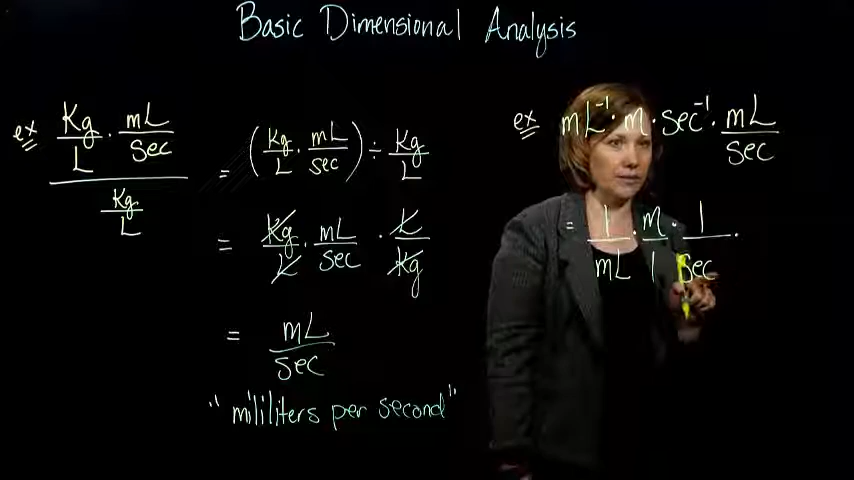 Basic Dimensional Analysis
ex Kg/L · mL/sec
Kg/L
= (Kg/L · mL/sec) ÷ Kg/L
= Kg/L · mL/sec · L/Kg
= mL/sec
"mililiters per second"
ex mL⁻¹ · m · sec⁻¹ · mL/sec
= 1/mL · m/1 · 1/sec ·